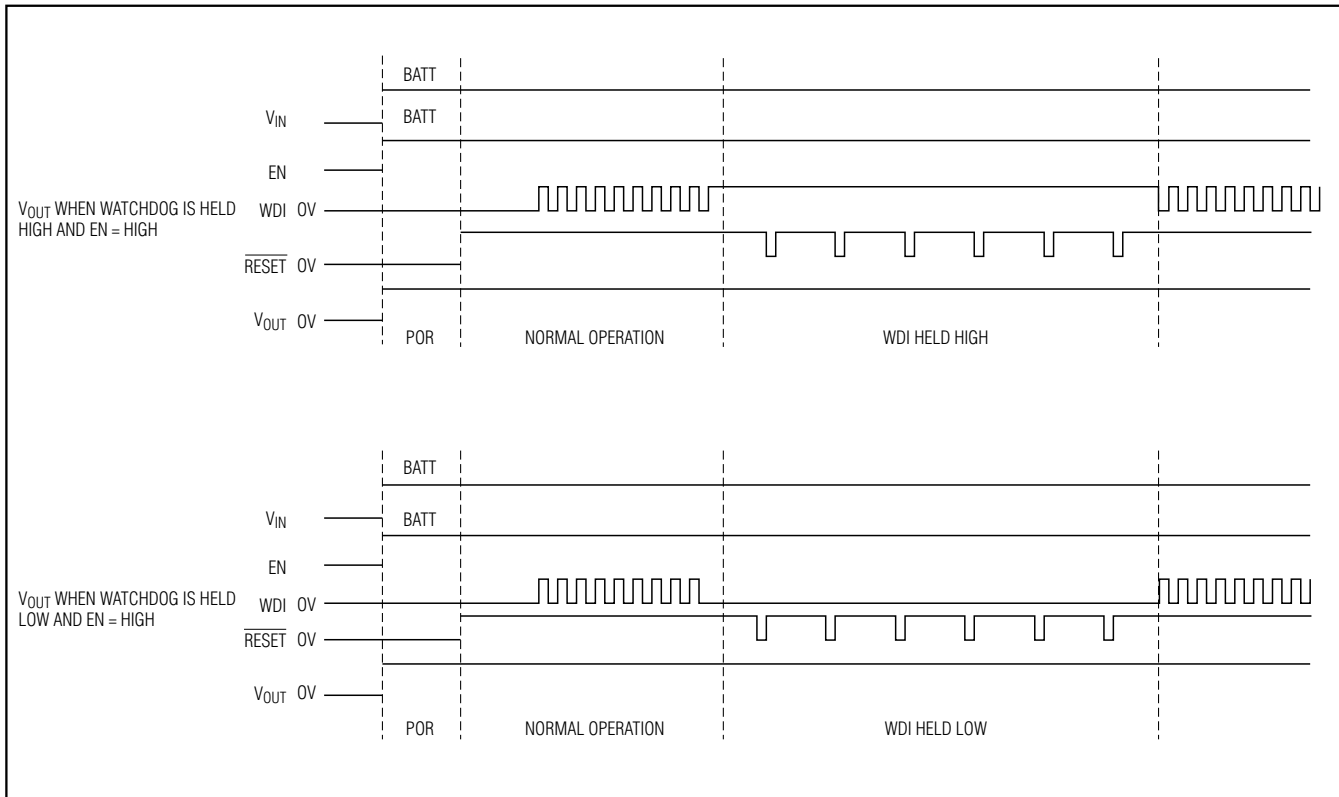 BATT
V_IN BATT
EN
V_OUT WHEN WATCHDOG IS HELD
HIGH AND EN = HIGH
WDI 0V
R̅E̅S̅E̅T̅ 0V
V_OUT 0V
POR NORMAL OPERATION WDI HELD HIGH
BATT
V_IN BATT
EN
V_OUT WHEN WATCHDOG IS HELD
LOW AND EN = HIGH
WDI 0V
R̅E̅S̅E̅T̅ 0V
V_OUT 0V
POR NORMAL OPERATION WDI HELD LOW